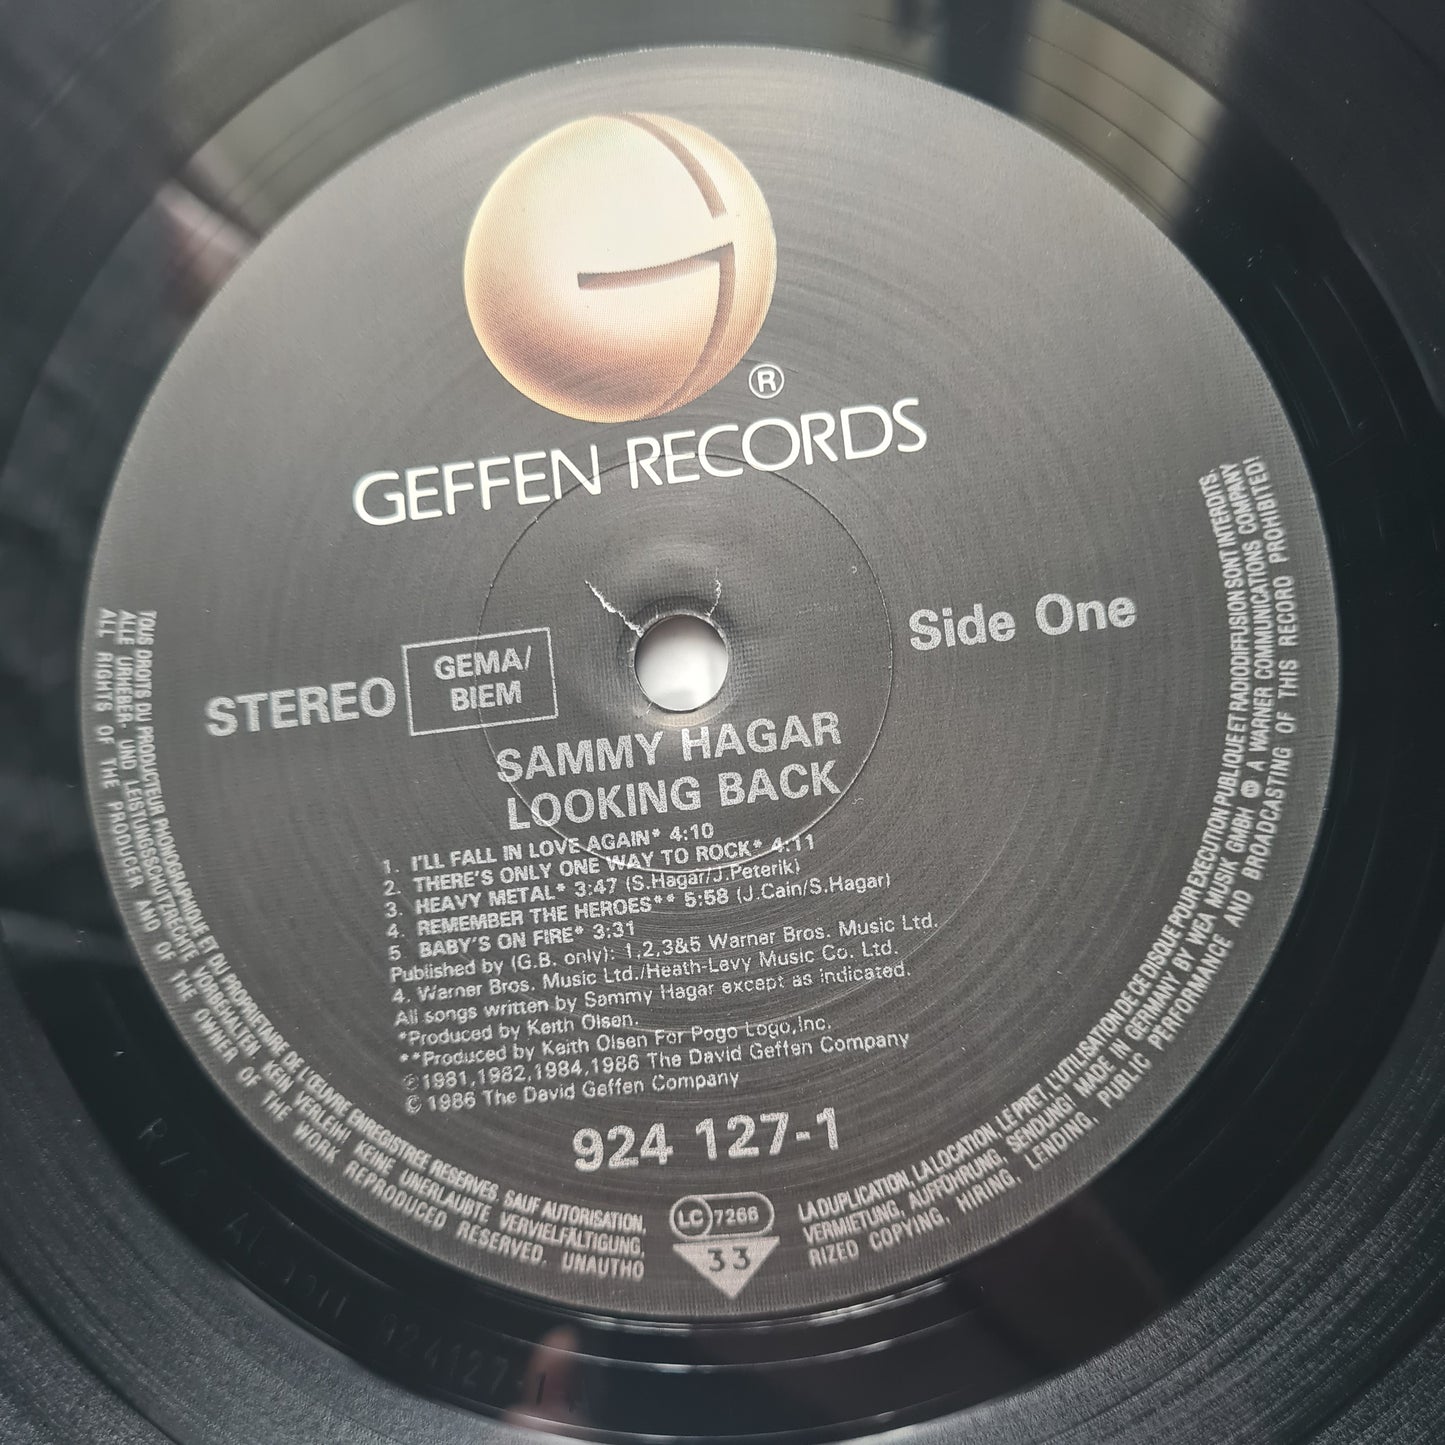 ®
GEFFEN RECORDS
STEREO
GEMA/
BIEM
Side One
SAMMY HAGAR
LOOKING BACK
1. I'LL FALL IN LOVE AGAIN* 4:10
2. THERE'S ONLY ONE WAY TO ROCK* 4:11
3. HEAVY METAL* 3:47 (S.Hagar/J.Peterik)
4. REMEMBER THE HEROES** 5:58 (J.Cain/S.Hagar)
5. BABY'S ON FIRE* 3:31
Published by (G.B. only): 1,2,3&5 Warner Bros. Music Ltd.
4. Warner Bros. Music Ltd./Heath-Levy Music Co. Ltd.
All songs written by Sammy Hagar except as indicated.
*Produced by Keith Olsen.
**Produced by Keith Olsen For Pogo Logo,Inc.
℗1981,1982,1984,1986 The David Geffen Company
© 1986 The David Geffen Company
924 127-1
LC 7266
33
TOUS DROITS DU PRODUCTEUR PHONOGRAPHIQUE ET DU PROPRIETAIRE DE L'ŒUVRE ENREGISTREE RESERVES. SAUF AUTORISATION, LA DUPLICATION, LA LOCATION, LE PRET, L'UTILISATION DE CE DISQUE POUR EXECUTION PUBLIQUE ET RADIODIFFUSION SONT INTERDITS.
ALLE URHEBER- UND LEISTUNGSSCHUTZRECHTE VORBEHALTEN. KEIN VERLEIH! KEINE UNERLAUBTE VERVIELFÄLTIGUNG, VERMIETUNG, AUFFÜHRUNG, SENDUNG! MADE IN GERMANY BY WEA MUSIK GMBH A WARNER COMMUNICATIONS COMPANY
ALL RIGHTS OF THE PRODUCER AND OF THE OWNER OF THE WORK REPRODUCED RESERVED. UNAUTHORIZED COPYING, HIRING, LENDING, PUBLIC PERFORMANCE AND BROADCASTING OF THIS RECORD PROHIBITED!
924127-1